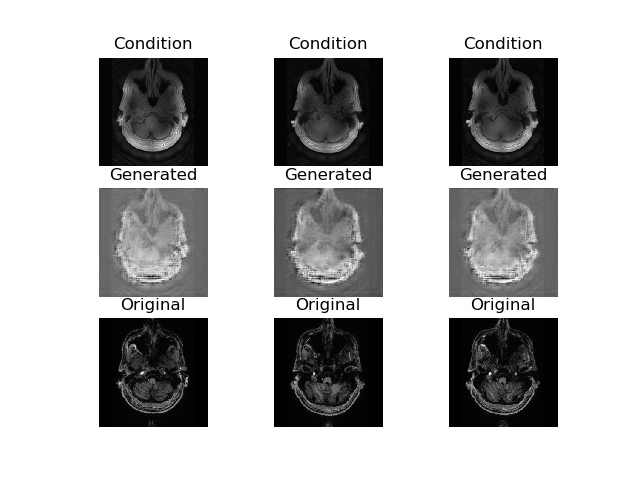 Condition Condition Condition
Generated Generated Generated
Original Original Original